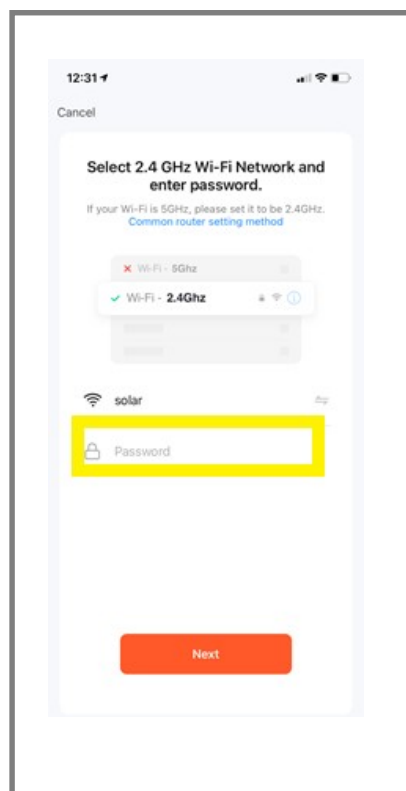 12:31
Cancel
Select 2.4 GHz Wi-Fi Network and
enter password.
If your Wi-Fi is 5GHz, please set it to be 2.4GHz.
Common router setting method
Wi-Fi - 5Ghz
Wi-Fi - 2.4Ghz
solar
Password
Next